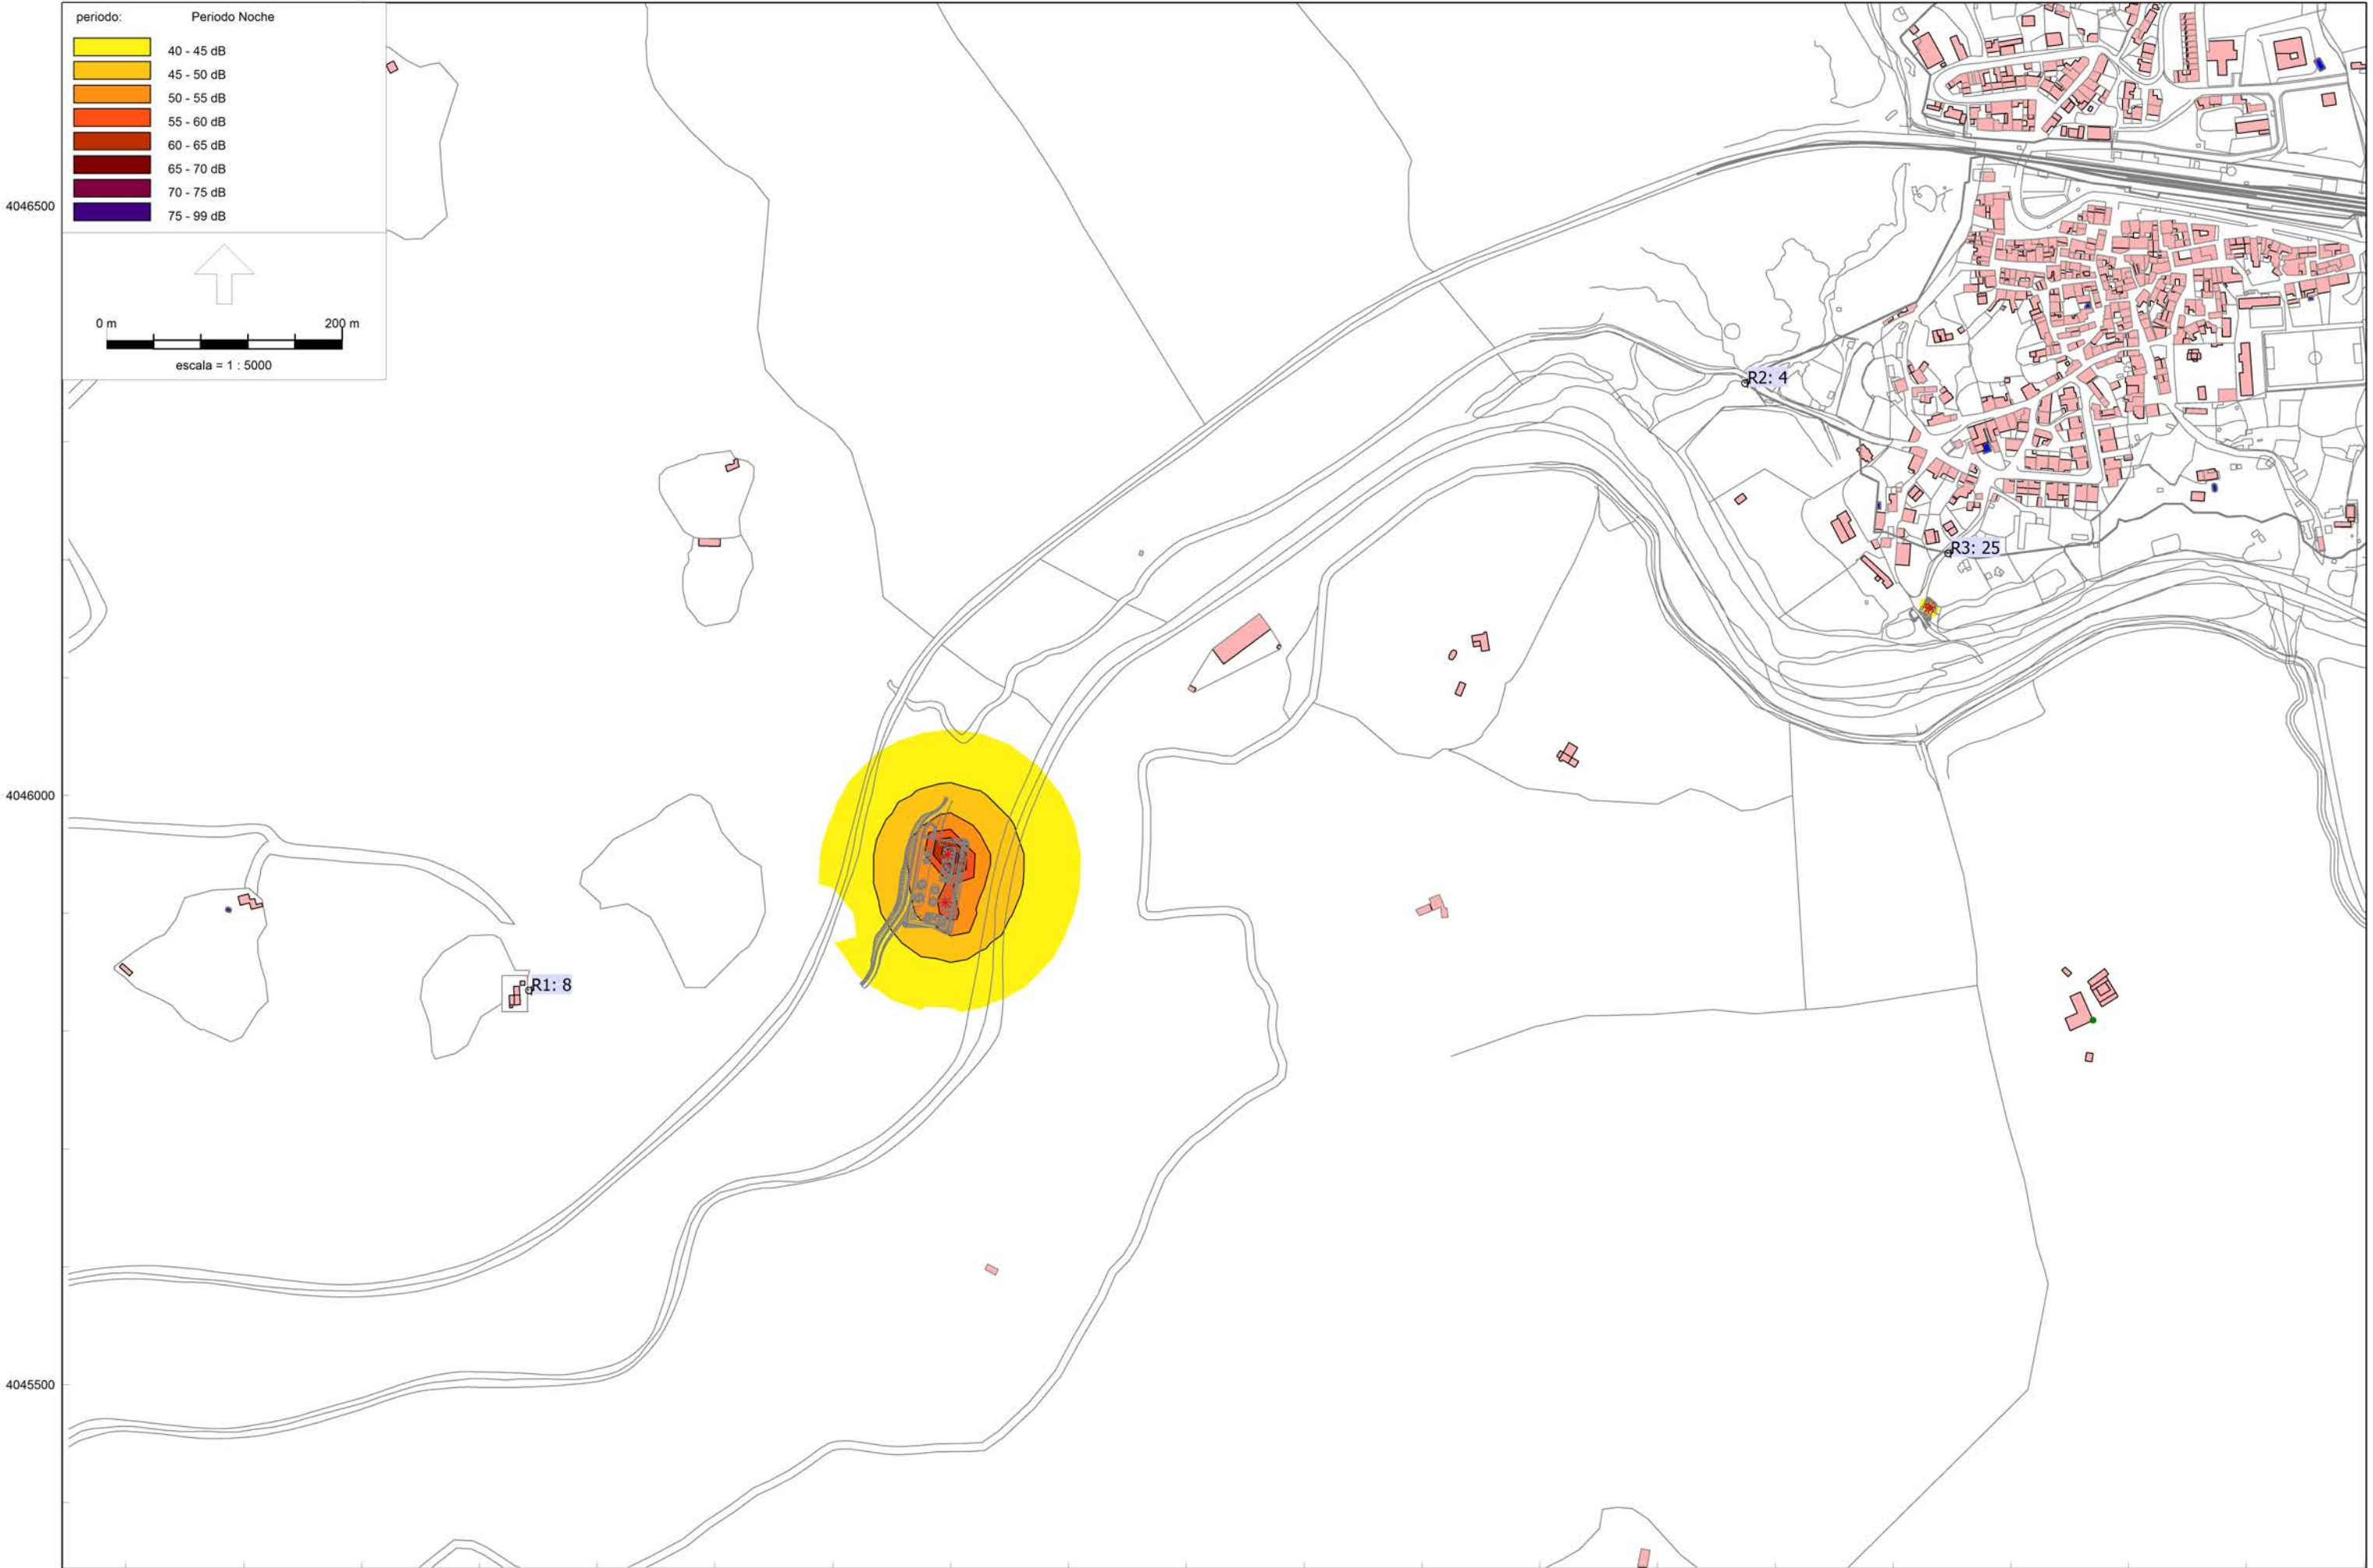 periodo: Periodo Noche
40 - 45 dB
45 - 50 dB
50 - 55 dB
55 - 60 dB
60 - 65 dB
65 - 70 dB
70 - 75 dB
75 - 99 dB
0 m 200 m
escala = 1 : 5000
4046500
R2: 4
R3: 25
4046000
R1: 8
4045500